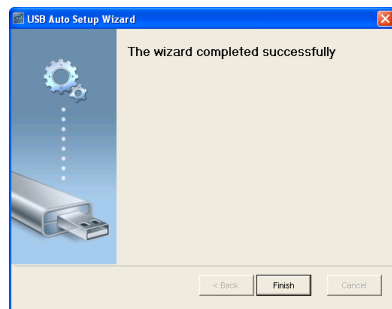 USB Auto Setup Wizard
The wizard completed successfully
< Back
Finish
Cancel